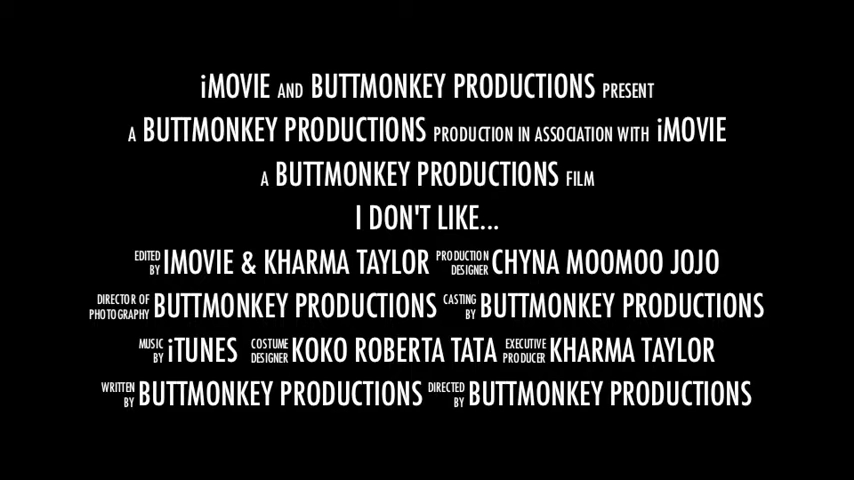 iMOVIE AND BUTTMONKEY PRODUCTIONS PRESENT
A BUTTMONKEY PRODUCTIONS PRODUCTION IN ASSOCIATION WITH iMOVIE
A BUTTMONKEY PRODUCTIONS FILM
I DON'T LIKE...
EDITED BY IMOVIE & KHARMA TAYLOR PRODUCTION DESIGNER CHYNA MOOMOO JOJO
DIRECTOR OF PHOTOGRAPHY BUTTMONKEY PRODUCTIONS CASTING BY BUTTMONKEY PRODUCTIONS
MUSIC BY iTUNES COSTUME DESIGNER KOKO ROBERTA TATA EXECUTIVE PRODUCER KHARMA TAYLOR
WRITTEN BY BUTTMONKEY PRODUCTIONS DIRECTED BY BUTTMONKEY PRODUCTIONS